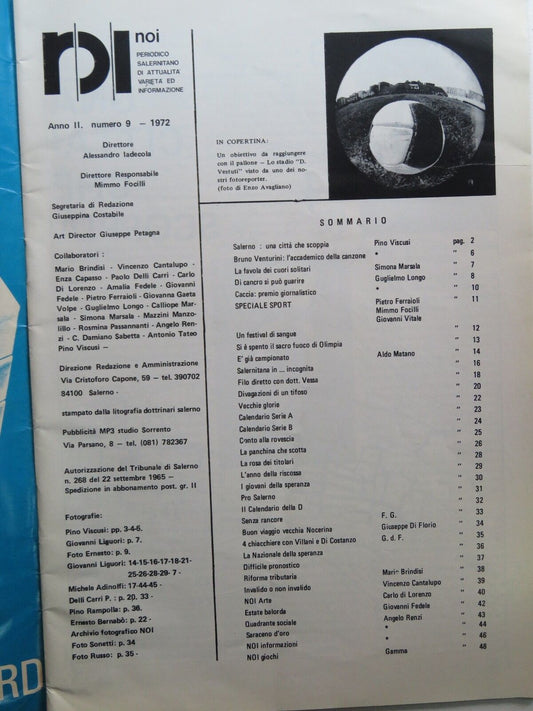 noi
noi
PERIODICO
SALERNITANO
DI ATTUALITÀ
VARIETÀ ED
INFORMAZIONE
Anno II. numero 9 — 1972
Direttore
Alessandro Iadecola
Direttore Responsabile
Mimmo Focilli
Segretaria di Redazione
Giuseppina Costabile
Art Director Giuseppe Petagna
Collaboratori :
Mario Brindisi - Vincenzo Cantalupo -
Enza Capasso - Paolo Delli Carri - Carlo
Di Lorenzo - Amalia Fedele - Giovanni
Fedele - Pietro Ferraioli - Giovanna Gaeta
Volpe - Guglielmo Longo - Calliope Mar-
sala - Simona Marsala - Mazzini Manzo-
lillo - Rosmina Passannanti - Angelo Ren-
zi - C. Damiano Sabetta - Antonio Tateo
Pino Viscusi —
Direzione Redazione e Amministrazione
Via Cristoforo Capone, 59 — tel. 390702
84100 Salerno -
stampato dalla litografia dottrinari salerno
Pubblicità MP3 studio Sorrento
Via Parsano, 8 — tel. (081) 782367
Autorizzazione del Tribunale di Salerno
n. 268 del 22 settembre 1965 —
Spedizione in abbonamento post. gr. II
Fotografie:
Pino Viscusi: pp. 3-4-6.
Giovanni Liguori: p. 7.
Foto Ernesto: p. 9.
Giovanni Liguori: 14-15-16-17-18-21-
25-26-28-29- 7 -
Michele Adinolfi: 17-44-45 -
Delli Carri P. : p. 20. 33 -
Pino Rampolla: p. 36.
Ernesto Bernabò: p. 22 -
Archivio fotografico NOI
Foto Sonetti: p. 34
Foto Russo: p. 35 -
IN COPERTINA:
Un obiettivo da raggiungere
con il pallone — Lo stadio "D.
Vestuti" visto da uno dei no-
stri fotoreporter.
(foto di Enzo Avagliano)
SOMMARIO
Salerno : una città che scoppia Pino Viscusi pag. 2
Bruno Venturini: l'accademico della canzone * " 6
La favola dei cuori solitari Simona Marsala " 7
Di cancro si può guarire Guglielmo Longo " 8
Caccia: premio giornalistico * " 10
SPECIALE SPORT Pietro Ferraioli " 11
Mimmo Focilli
Giovanni Vitale
Un festival di sangue " 12
Si è spento il sacro fuoco di Olimpia " 13
E' già campionato Aldo Matano " 14
Salernitana in ... incognita " 16
Filo diretto con dott. Vessa " 18
Divagazioni di un tifoso " 20
Vecchie glorie " 22
Calendario Serie A " 23
Calendario Serie B " 24
Conto alla rovescia " 25
La panchina che scotta " 26
La rosa dei titolari " 28
L'anno della riscossa " 29
I giovani della speranza " 30
Pro Salerno " 31
Il Calendario della D " 32
Senza rancore F. G. " 33
Buon viaggio vecchia Nocerina Giuseppe Di Florio " 34
4 chiacchiere con Villani e Di Costanzo G. d. F. " 35
La Nazionale della speranza " 36
Difficile pronostico " 37
Riforma tributaria Mario Brindisi " 38
Invalido o non invalido Vincenzo Cantalupo " 39
NOI Arte Carlo di Lorenzo " 40
Estate balorda Giovanni Fedele " 42
Quadrante sociale Angelo Renzi " 43
Saraceno d'oro * " 44
NOI informazioni * " 46
NOI giochi Gamma " 48
RD